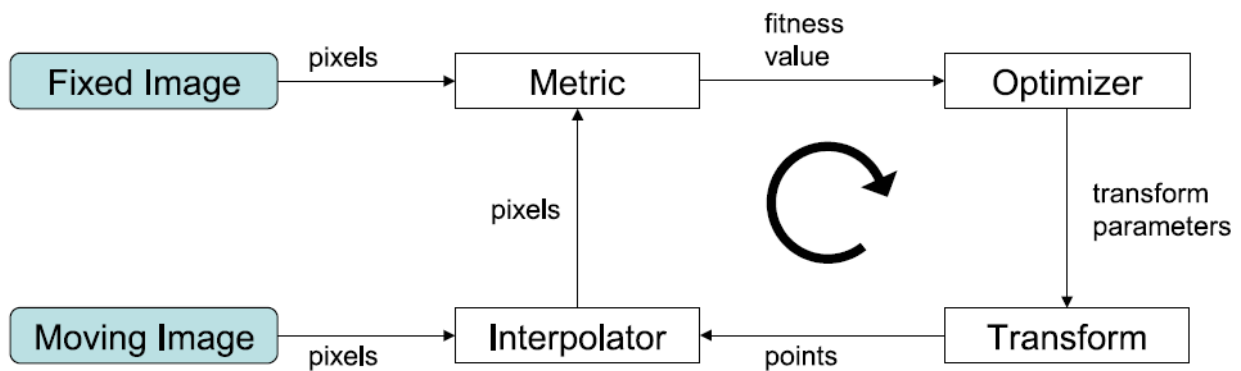 fitness
value
pixels
Fixed Image
Metric
Optimizer
pixels
transform
parameters
Moving Image
Interpolator
Transform
pixels
points